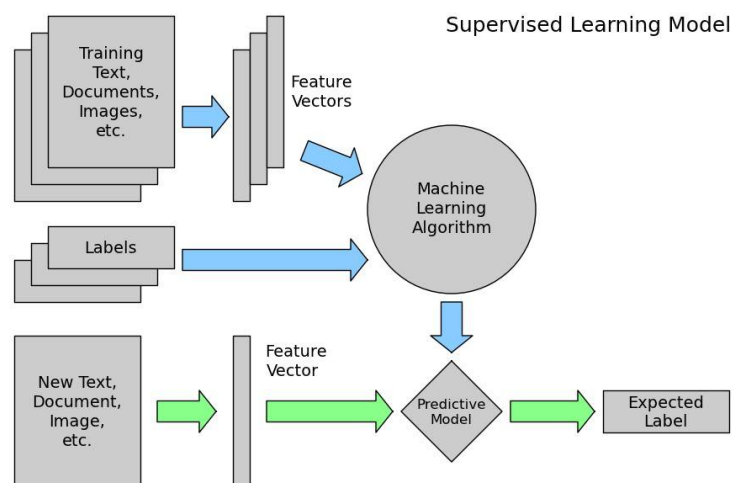 Supervised Learning Model
Training
Text,
Documents,
Images,
etc.
Feature
Vectors
Machine
Learning
Algorithm
Labels
New Text,
Document,
Image,
etc.
Feature
Vector
Predictive
Model
Expected
Label